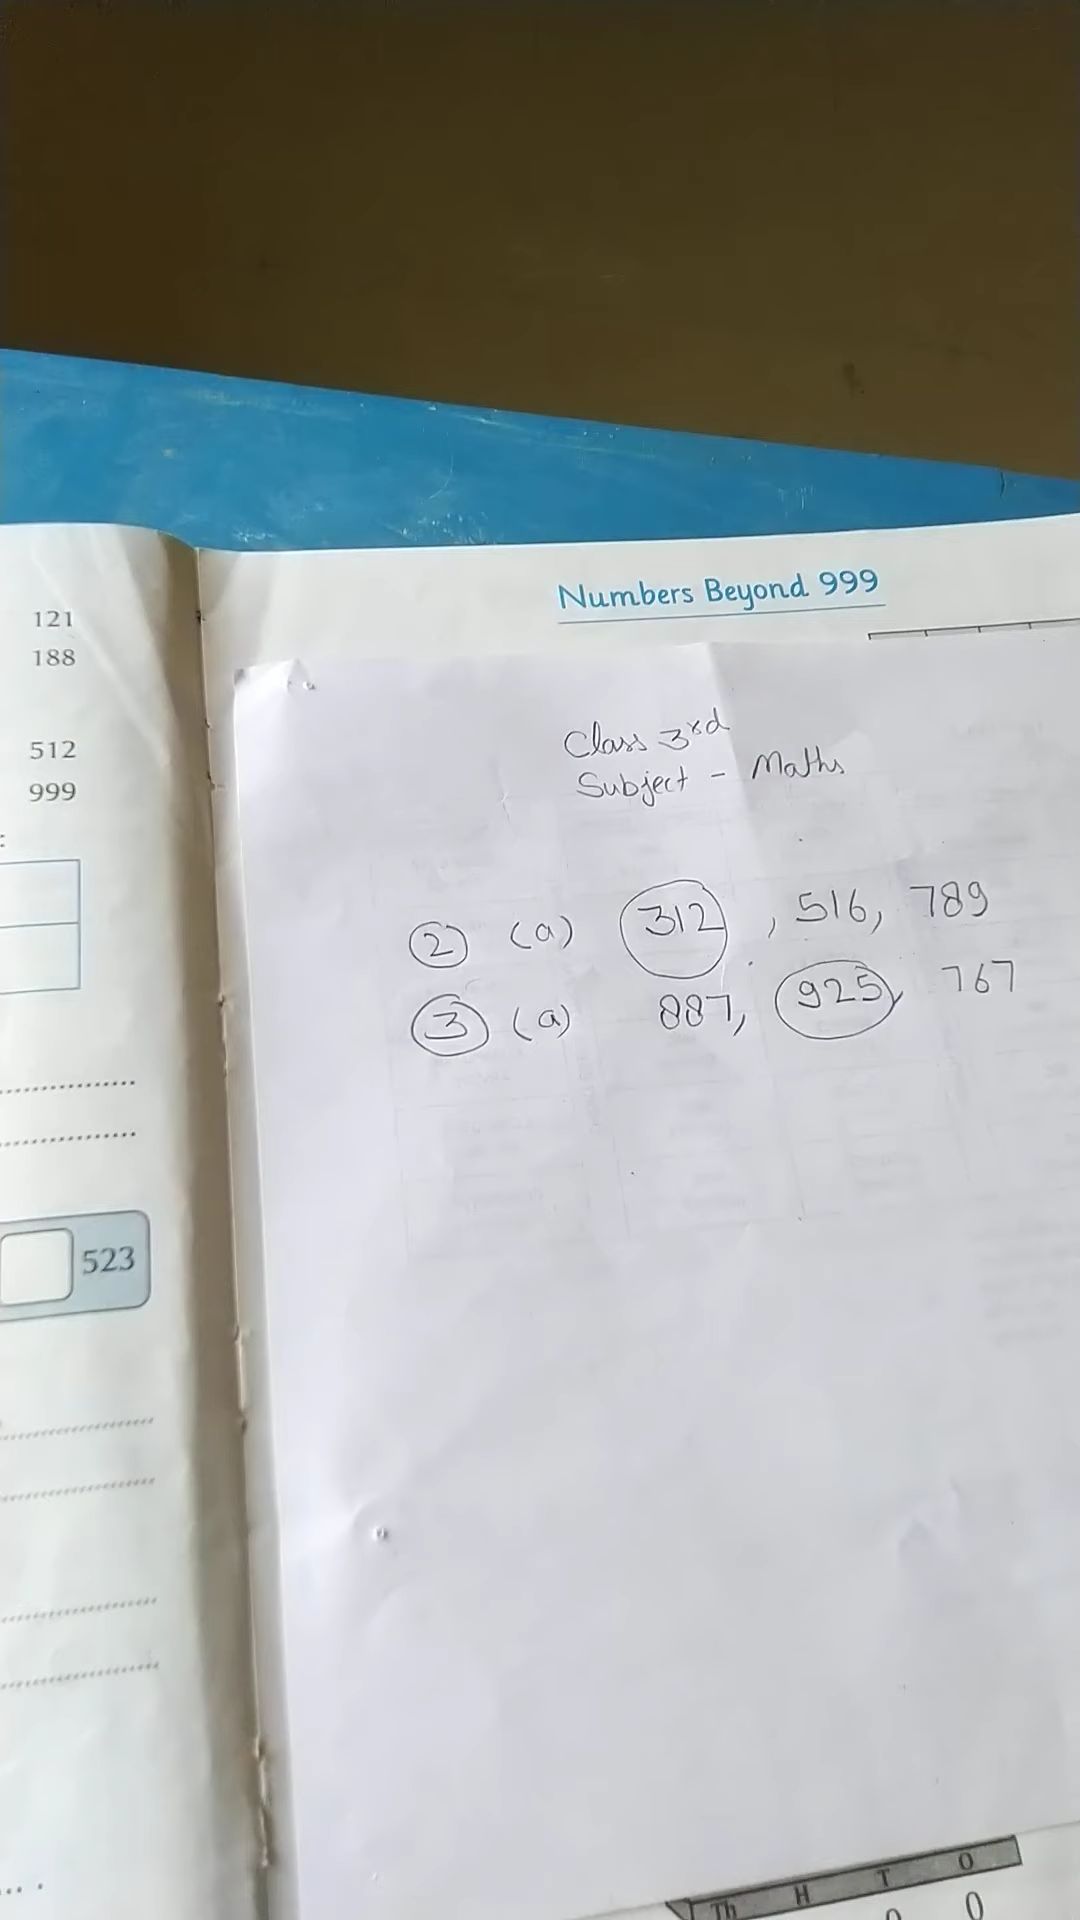 121
188
512
999
:
523
Numbers Beyond 999
Class 3rd
Subject - Maths
2 (a) 312, 516, 789
3 (a) 887, 925, 767
Th H T O
0 0